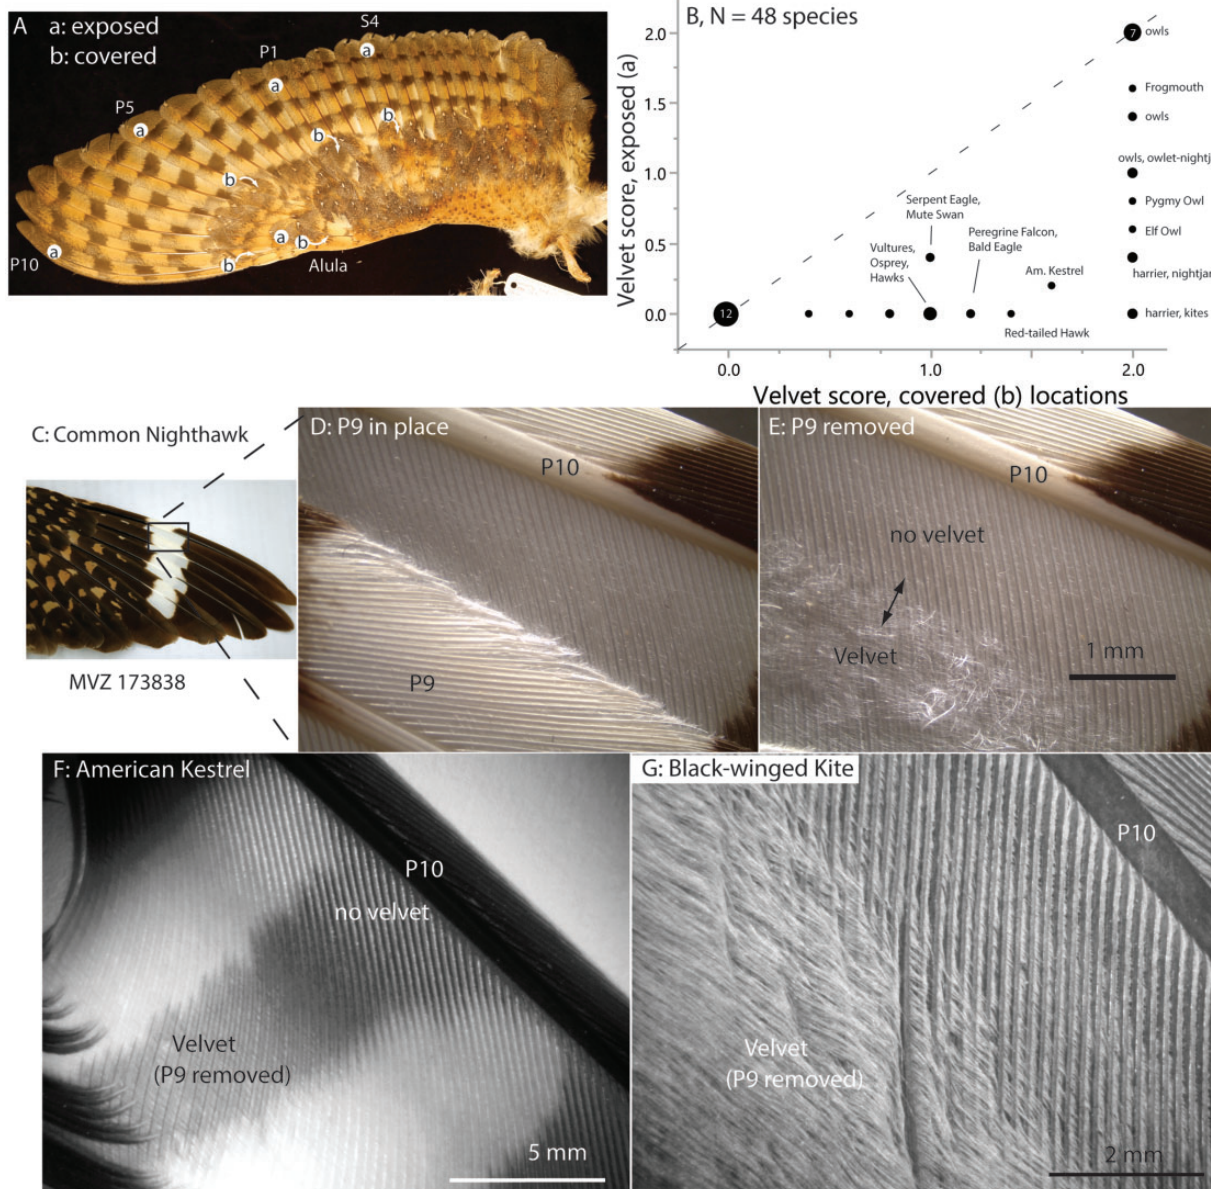 A
a: exposed
b: covered
S4
P1
P5
P10
Alula
a
a
a
a
a
b
b
b
b
b
B, N = 48 species
Velvet score, exposed (a)
2.0
1.5
1.0
0.5
0.0
7
owls
Frogmouth
owls
owls, owlet-nightj
Pygmy Owl
Elf Owl
harrier, nightjar
harrier, kites
Serpent Eagle,
Mute Swan
Vultures,
Osprey,
Hawks
Peregrine Falcon,
Bald Eagle
Am. Kestrel
Red-tailed Hawk
12
0.0
1.0
2.0
Velvet score, covered (b) locations
C: Common Nighthawk
MVZ 173838
D: P9 in place
P10
P9
E: P9 removed
P10
no velvet
Velvet
1 mm
F: American Kestrel
P10
no velvet
Velvet
(P9 removed)
5 mm
G: Black-winged Kite
P10
Velvet
(P9 removed)
2 mm